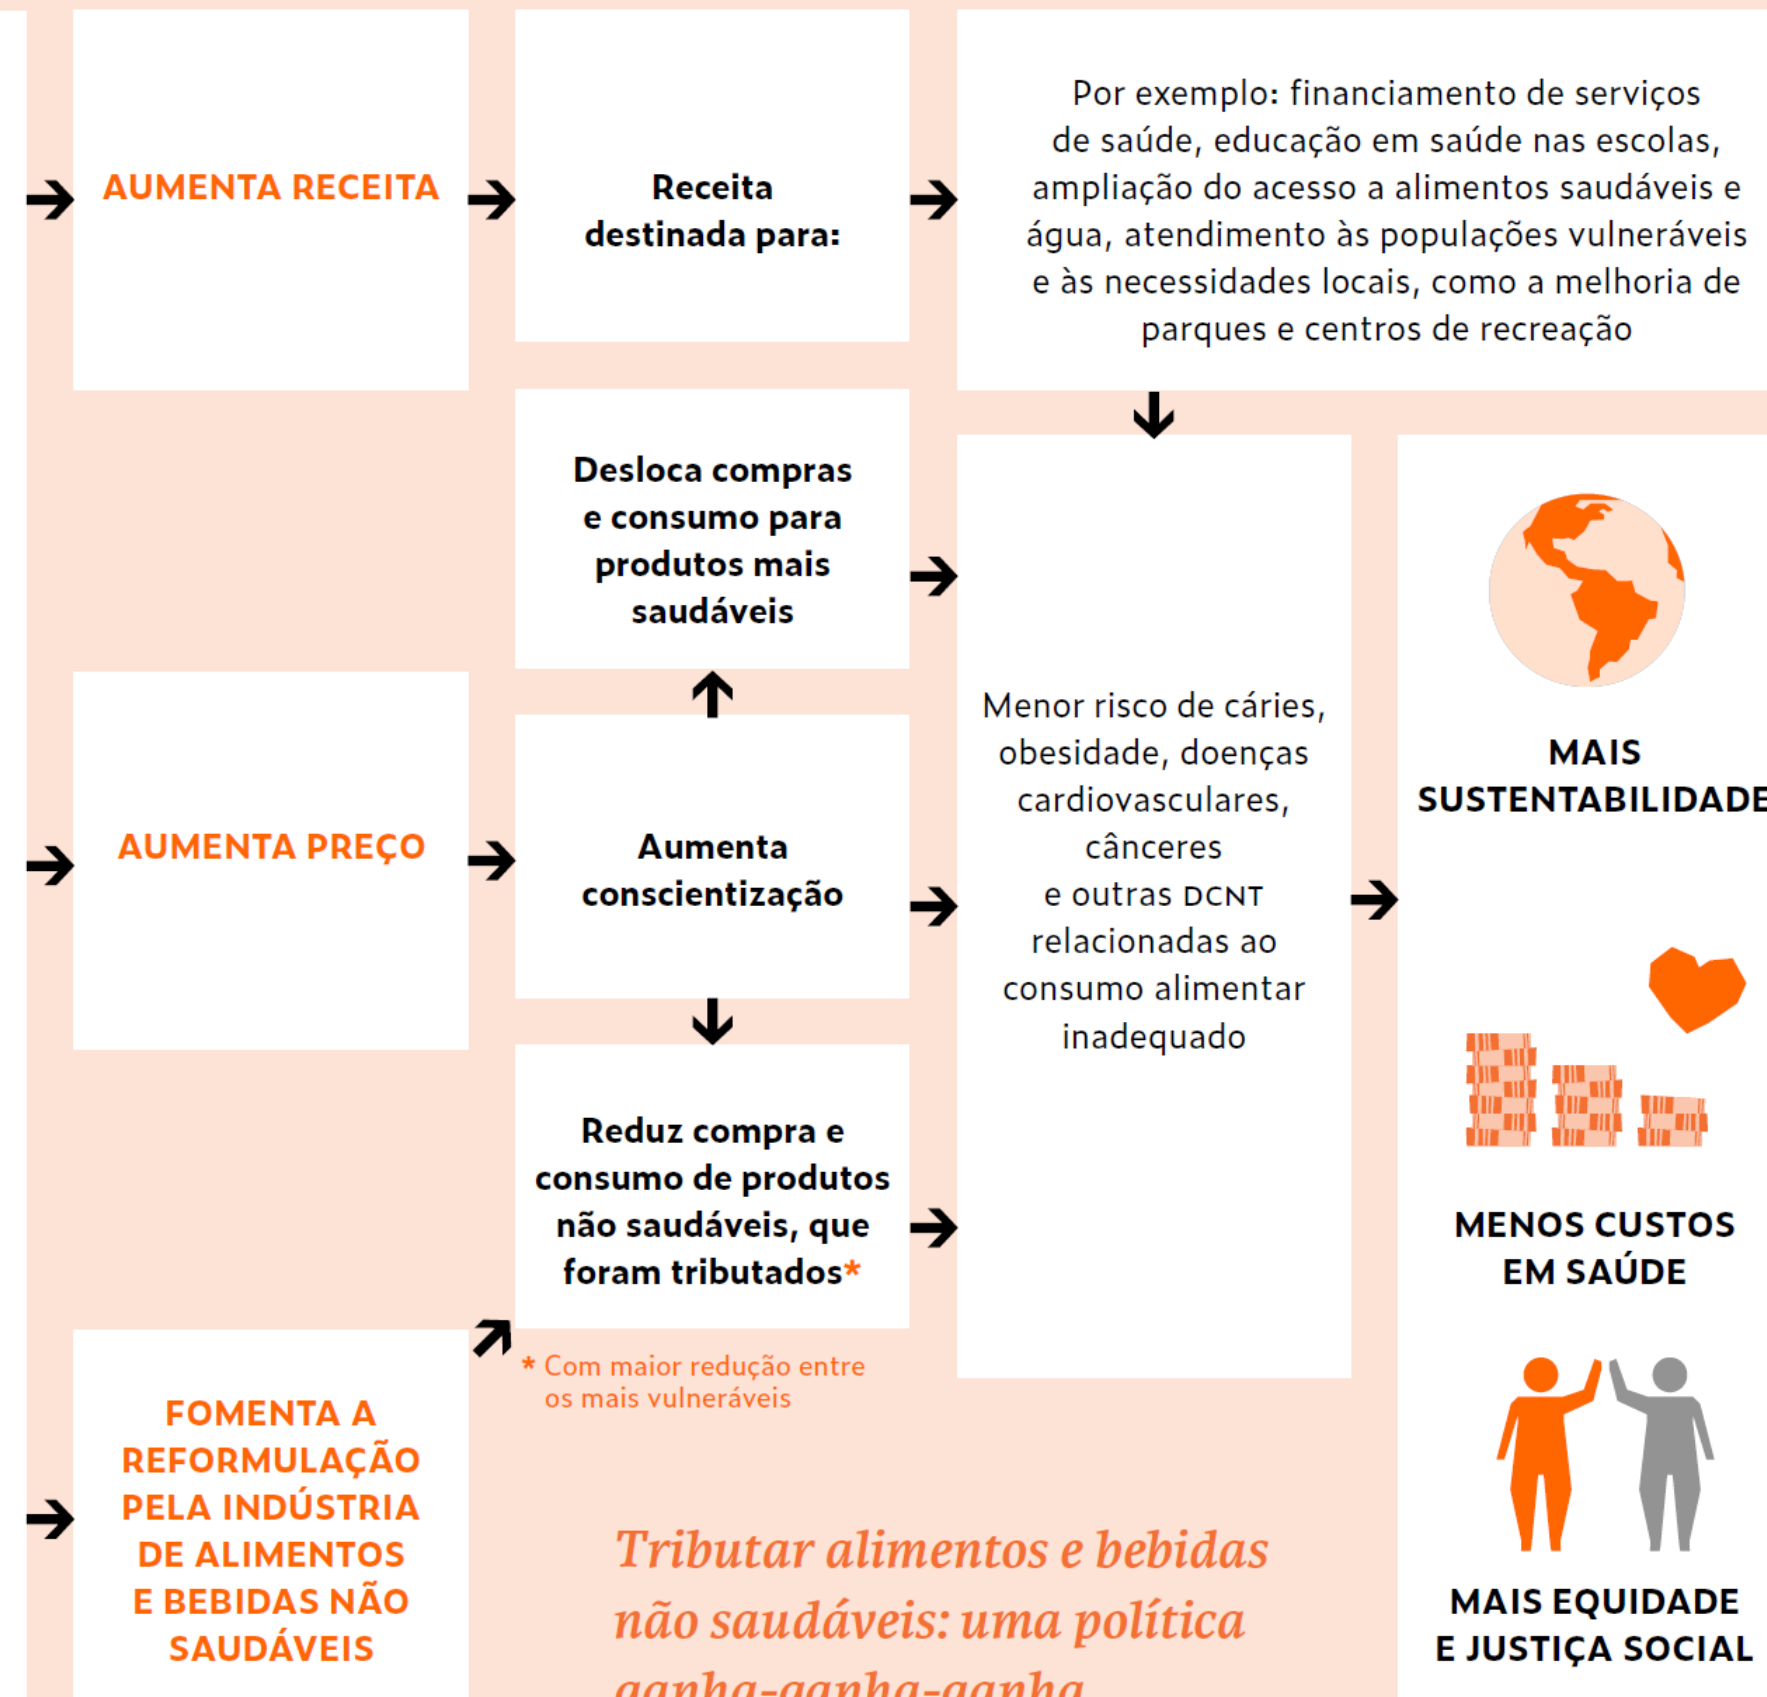 AUMENTA RECEITA
Receita
destinada para:
Por exemplo: financiamento de serviços
de saúde, educação em saúde nas escolas,
ampliação do acesso a alimentos saudáveis e
água, atendimento às populações vulneráveis
e às necessidades locais, como a melhoria de
parques e centros de recreação
Desloca compras
e consumo para
produtos mais
saudáveis
AUMENTA PREÇO
Aumenta
conscientização
Reduz compra e
consumo de produtos
não saudáveis, que
foram tributados*
* Com maior redução entre
os mais vulneráveis
Menor risco de cáries,
obesidade, doenças
cardiovasculares,
cânceres
e outras DCNT
relacionadas ao
consumo alimentar
inadequado
MAIS
SUSTENTABILIDADE
MENOS CUSTOS
EM SAÚDE
MAIS EQUIDADE
E JUSTIÇA SOCIAL
FOMENTA A
REFORMULAÇÃO
PELA INDÚSTRIA
DE ALIMENTOS
E BEBIDAS NÃO
SAUDÁVEIS
Tributar alimentos e bebidas
não saudáveis: uma política
ganha-ganha-ganha